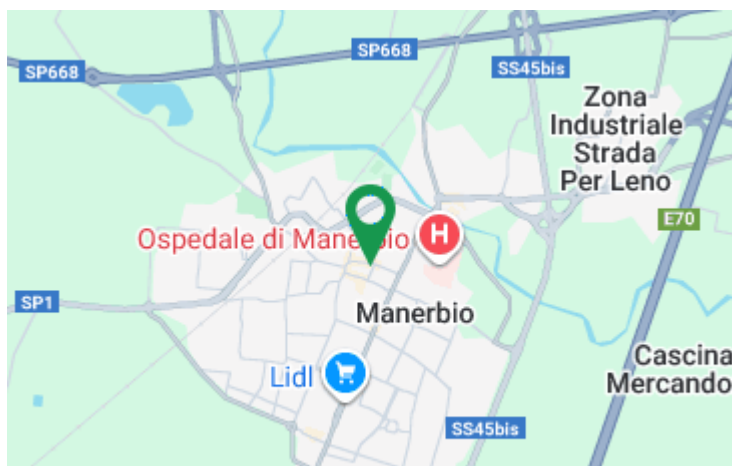 SP668
SP668
SS45bis
Zona
Industriale
Strada
Per Leno
E70
Ospedale di Manerbio
H
SP1
Manerbio
Lidl
Cascina
Mercando
SS45bis